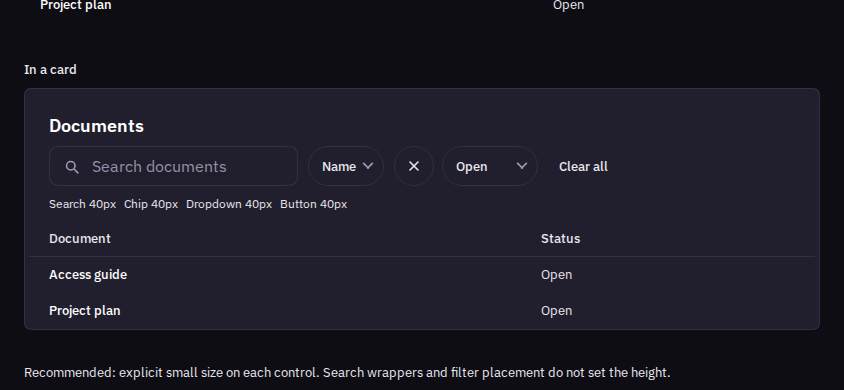 Project plan Open
In a card
Documents
Search documents Name Open Clear all
Search 40px Chip 40px Dropdown 40px Button 40px
Document Status
Access guide Open
Project plan Open
Recommended: explicit small size on each control. Search wrappers and filter placement do not set the height.